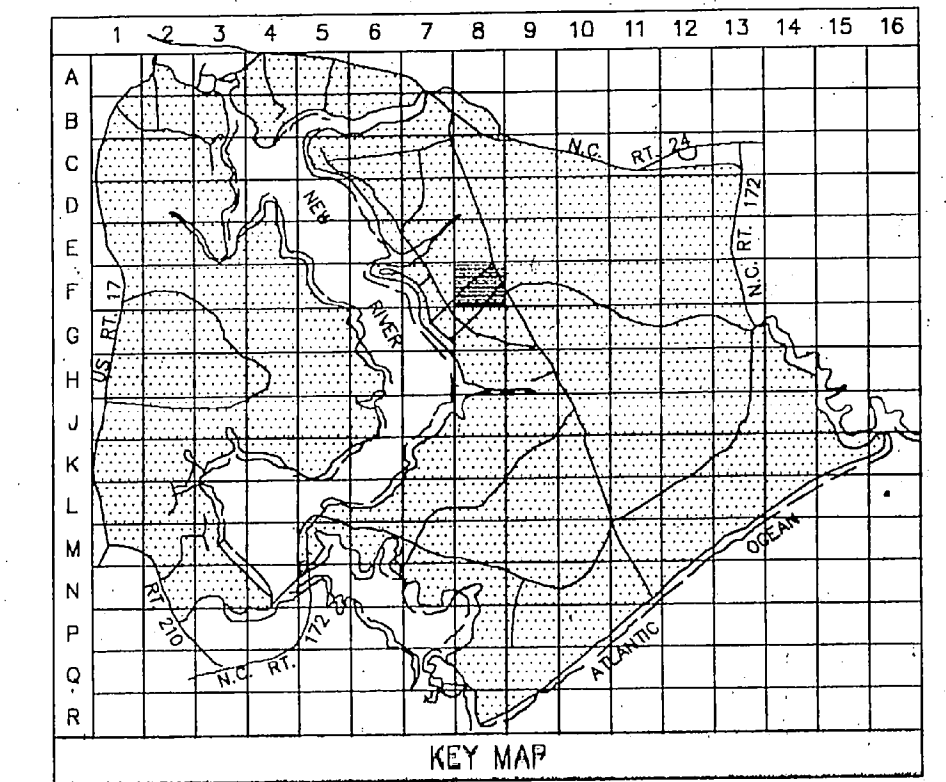 1 2 3 4 5 6 7 8 9 10 11 12 13 14 15 16
A
B
C
D
E
F
G
H
J
K
L
M
N
P
Q
R
N.C. RT. 24
N.C. RT. 172
NEW RIVER
US RT. 17
RT. 210
N.C. RT. 172
ATLANTIC OCEAN
KEY MAP